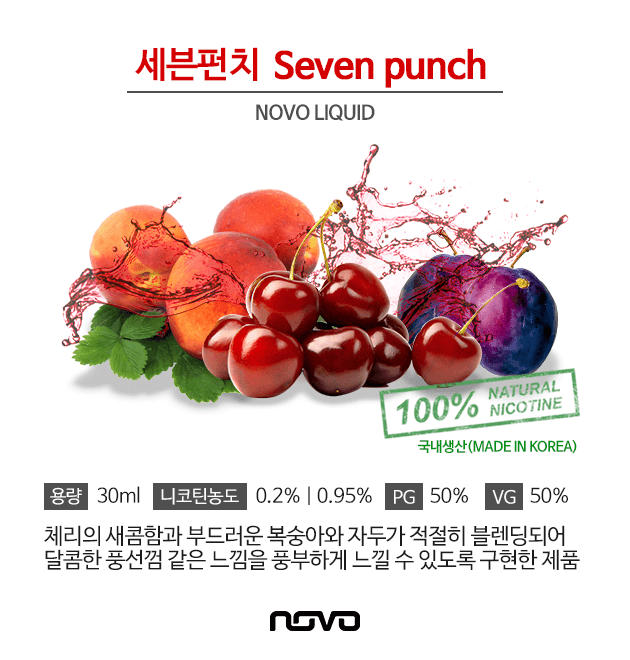 세븐펀치 Seven punch
NOVO LIQUID
100% NATURAL NICOTINE
국내생산(MADE IN KOREA)
용량 30ml 니코틴농도 0.2% | 0.95% PG 50% VG 50%
체리의 새콤함과 부드러운 복숭아와 자두가 적절히 블렌딩되어
달콤한 풍선껌 같은 느낌을 풍부하게 느낄 수 있도록 구현한 제품
novo